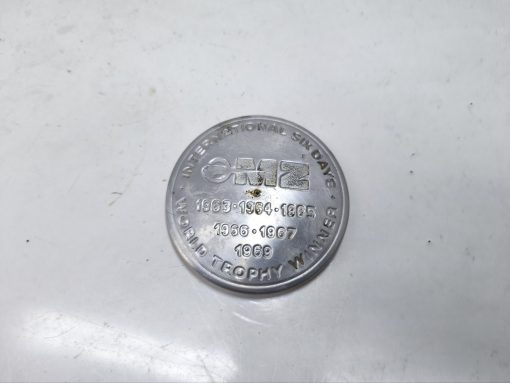 INTERNATIONAL SIX DAYS
MZ
1963·1964·1965
1966·1967
1969
WORLD TROPHY WINNER